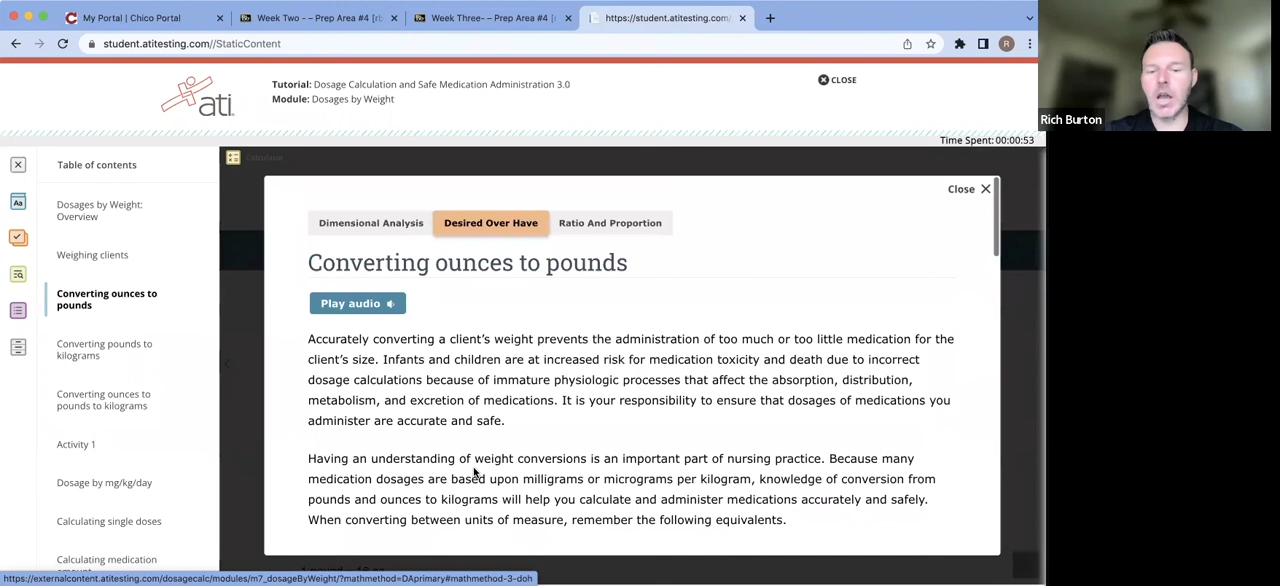 My Portal | Chico Portal
Week Two - – Prep Area #4 [
Week Three- – Prep Area #4 [
https://student.atitesting.com/
student.atitesting.com//StaticContent
R
ati
Tutorial: Dosage Calculation and Safe Medication Administration 3.0
Module: Dosages by Weight
CLOSE
Rich Burton
Time Spent: 00:00:53
Calculator
Table of contents
Aa
Dosages by Weight:
Overview
Weighing clients
Converting ounces to
pounds
Converting pounds to
kilograms
Converting ounces to
pounds to kilograms
Activity 1
Dosage by mg/kg/day
Calculating single doses
Calculating medication
Close
Dimensional Analysis
Desired Over Have
Ratio And Proportion
Converting ounces to pounds
Play audio
Accurately converting a client’s weight prevents the administration of too much or too little medication for the
client’s size. Infants and children are at increased risk for medication toxicity and death due to incorrect
dosage calculations because of immature physiologic processes that affect the absorption, distribution,
metabolism, and excretion of medications. It is your responsibility to ensure that dosages of medications you
administer are accurate and safe.
Having an understanding of weight conversions is an important part of nursing practice. Because many
medication dosages are based upon milligrams or micrograms per kilogram, knowledge of conversion from
pounds and ounces to kilograms will help you calculate and administer medications accurately and safely.
When converting between units of measure, remember the following equivalents.
https://externalcontent.atitesting.com/dosagecalc/modules/m7_dosageByWeight/?mathmethod=DAprimary#mathmethod-3-doh